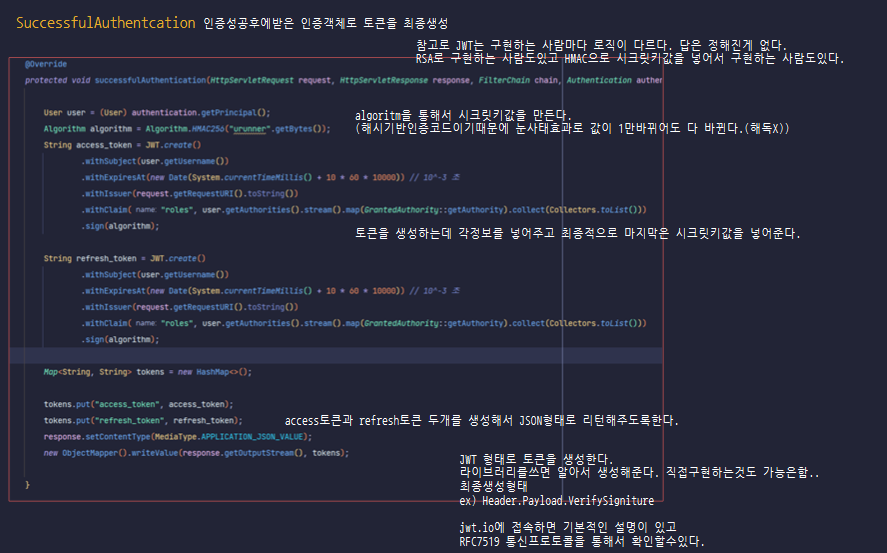 SuccessfulAuthentcation 인증성공후에받은 인증객체로 토큰을 최종생성
참고로 JWT는 구현하는 사람마다 로직이 다르다. 답은 정해진게 없다.
RSA로 구현하는 사람도있고 HMAC으로 시크릿키값을 넣어서 구현하는 사람도있다.
@Override
protected void successfulAuthentication(HttpServletRequest request, HttpServletResponse response, FilterChain chain, Authentication authen
User user = (User) authentication.getPrincipal();
algoritm을 통해서 시크릿키값을 만든다.
Algorithm algorithm = Algorithm.HMAC256("urunner".getBytes());
(해시기반인증코드이기때문에 눈사태효과로 값이 1만바뀌어도 다 바뀐다.(해독X))
String access_token = JWT.create()
.withSubject(user.getUsername())
.withExpiresAt(new Date(System.currentTimeMillis() + 10 * 60 * 10000)) // 10^-3 초
.withIssuer(request.getRequestURI().toString())
.withClaim( name: "roles", user.getAuthorities().stream().map(GrantedAuthority::getAuthority).collect(Collectors.toList()))
.sign(algorithm);
토큰을 생성하는데 각정보를 넣어주고 최종적으로 마지막은 시크릿키값을 넣어준다.
String refresh_token = JWT.create()
.withSubject(user.getUsername())
.withExpiresAt(new Date(System.currentTimeMillis() + 10 * 60 * 10000)) // 10^-3 초
.withIssuer(request.getRequestURI().toString())
.withClaim( name: "roles", user.getAuthorities().stream().map(GrantedAuthority::getAuthority).collect(Collectors.toList()))
.sign(algorithm);
Map<String, String> tokens = new HashMap<>();
tokens.put("access_token", access_token);
tokens.put("refresh_token", refresh_token);
access토큰과 refresh토큰 두개를 생성해서 JSON형태로 리턴해주도록한다.
response.setContentType(MediaType.APPLICATION_JSON_VALUE);
new ObjectMapper().writeValue(response.getOutputStream(), tokens);
}
JWT 형태로 토큰을 생성한다.
라이브러리를쓰면 알아서 생성해준다. 직접구현하는것도 가능은함..
최종생성형태
ex) Header.Payload.VerifySigniture
jwt.io에 접속하면 기본적인 설명이 있고
RFC7519 통신프로토콜을 통해서 확인할수있다.